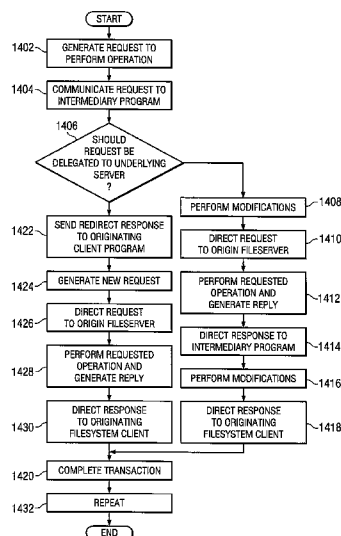 START
1402
GENERATE REQUEST TO
PERFORM OPERATION
1404
COMMUNICATE REQUEST TO
INTERMEDIARY PROGRAM
1406
SHOULD
REQUEST BE
DELEGATED TO UNDERLYING
SERVER
?
1422
SEND REDIRECT RESPONSE
TO ORIGINATING
CLIENT PROGRAM
1424
GENERATE NEW REQUEST
1426
DIRECT REQUEST
TO ORIGIN FILESERVER
1428
PERFORM REQUESTED
OPERATION AND
GENERATE REPLY
1430
DIRECT RESPONSE
TO ORIGINATING
FILESYSTEM CLIENT
PERFORM MODIFICATIONS
1408
DIRECT REQUEST
TO ORIGIN FILESERVER
1410
PERFORM REQUESTED
OPERATION AND
GENERATE REPLY
1412
DIRECT RESPONSE TO
INTERMEDIARY PROGRAM
1414
PERFORM MODIFICATIONS
1416
DIRECT RESPONSE
TO ORIGINATING
FILESYSTEM CLIENT
1418
1420
COMPLETE TRANSACTION
1432
REPEAT
END